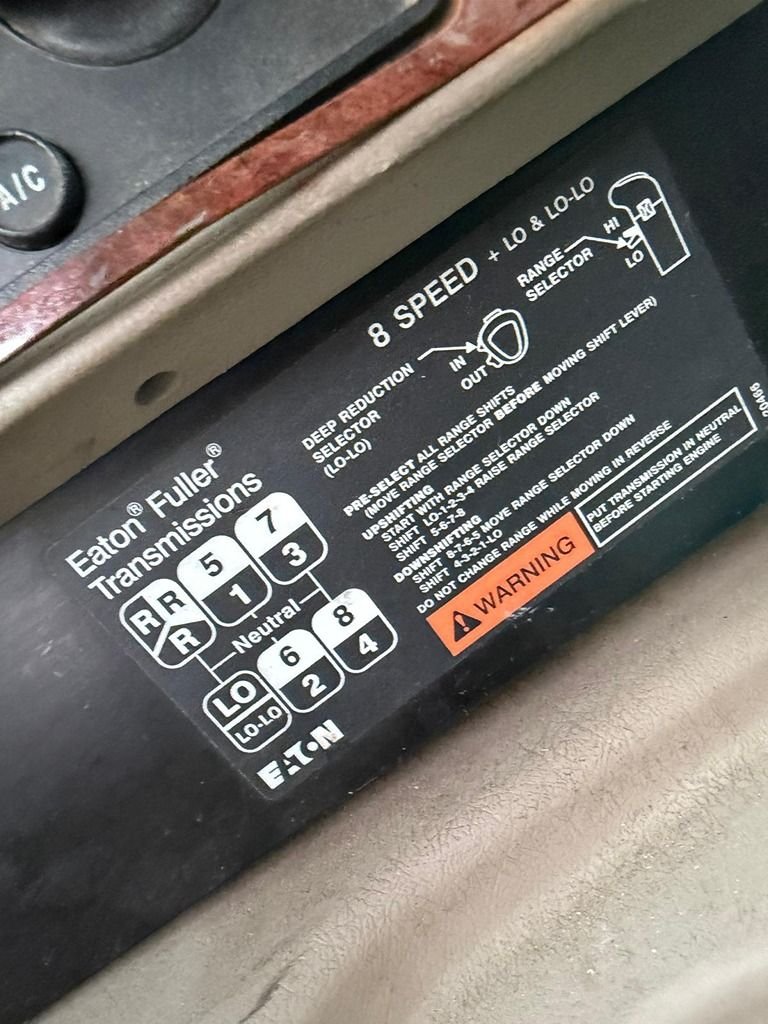 A/C
8 SPEED + LO & LO-LO
DEEP REDUCTION
SELECTOR
(LO-LO)
IN
OUT
RANGE
SELECTOR
HI
LO
PRE-SELECT ALL RANGE SHIFTS
(MOVE RANGE SELECTOR BEFORE MOVING SHIFT LEVER)
UPSHIFTING
START WITH RANGE SELECTOR DOWN
SHIFT LO-1-2-3-4 RAISE RANGE SELECTOR
SHIFT 5-6-7-8
DOWNSHIFTING
SHIFT 8-7-6-5 MOVE RANGE SELECTOR DOWN
SHIFT 4-3-2-1-LO
DO NOT CHANGE RANGE WHILE MOVING IN REVERSE
WARNING
PUT TRANSMISSION IN NEUTRAL
BEFORE STARTING ENGINE
Eaton® Fuller®
Transmissions
R R 5 7
R 1 3
Neutral
LO 6 8
LO-LO 2 4
EATON